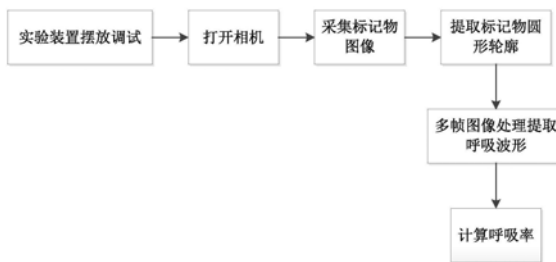 实验装置摆放调试
打开相机
采集标记物
图像
提取标记物圆
形轮廓
多帧图像处理提取
呼吸波形
计算呼吸率